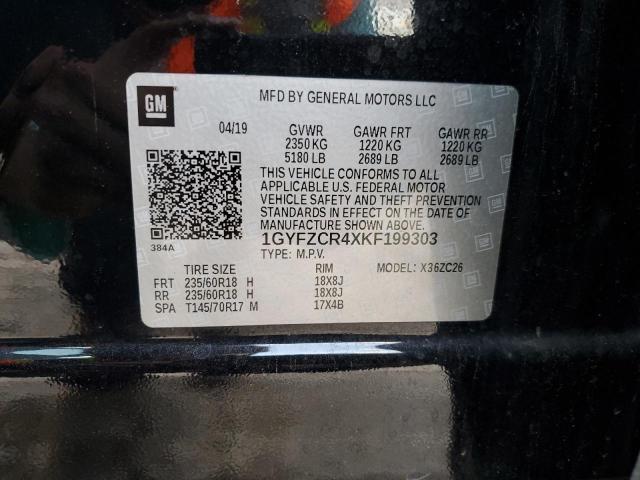 GM
MFD BY GENERAL MOTORS LLC
04/19 GVWR GAWR FRT GAWR RR
2350 KG 1220 KG 1220 KG
5180 LB 2689 LB 2689 LB
THIS VEHICLE CONFORMS TO ALL
APPLICABLE U.S. FEDERAL MOTOR
VEHICLE SAFETY AND THEFT PREVENTION
STANDARDS IN EFFECT ON THE DATE OF
MANUFACTURE SHOWN ABOVE.
384A
1GYFZCR4XKF199303
TYPE: M.P.V. MODEL: X36ZC26
TIRE SIZE RIM
FRT 235/60R18 H 18X8J
RR 235/60R18 H 18X8J
SPA T145/70R17 M 17X4B